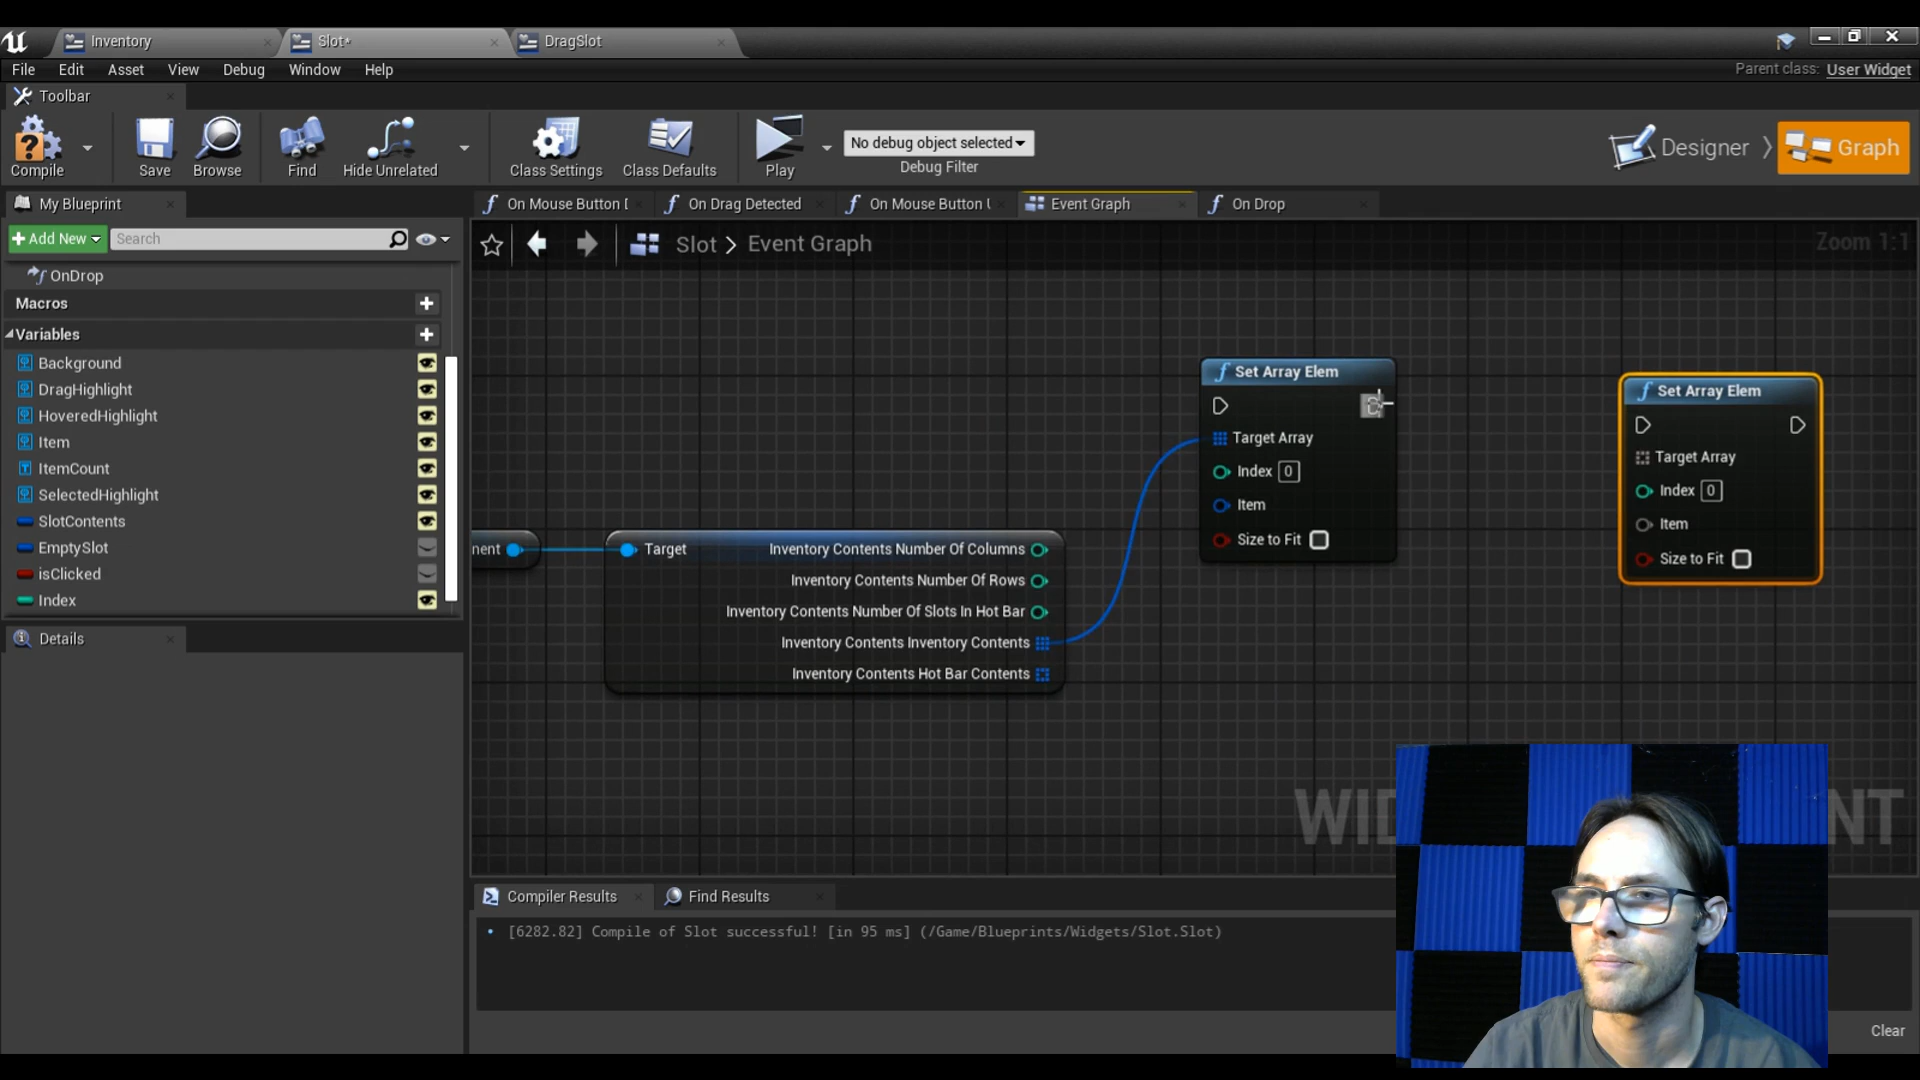 Inventory
Slot*
DragSlot
File Edit Asset View Debug Window Help
Parent class: User Widget
Toolbar
Compile
Save
Browse
Find
Hide Unrelated
Class Settings
Class Defaults
Play
No debug object selected
Debug Filter
Designer
Graph
My Blueprint
On Mouse Button D
On Drag Detected
On Mouse Button U
Event Graph
On Drop
Add New
Search
Slot > Event Graph
Zoom 1:1
OnDrop
Macros
Variables
Background
DragHighlight
HoveredHighlight
Item
ItemCount
SelectedHighlight
SlotContents
EmptySlot
isClicked
Index
Details
nent
Target
Inventory Contents Number Of Columns
Inventory Contents Number Of Rows
Inventory Contents Number Of Slots In Hot Bar
Inventory Contents Inventory Contents
Inventory Contents Hot Bar Contents
Set Array Elem
Target Array
Index 0
Item
Size to Fit
Set Array Elem
Target Array
Index 0
Item
Size to Fit
Compiler Results
Find Results
[6282.82] Compile of Slot successful! [in 95 ms] (/Game/Blueprints/Widgets/Slot.Slot)
Clear